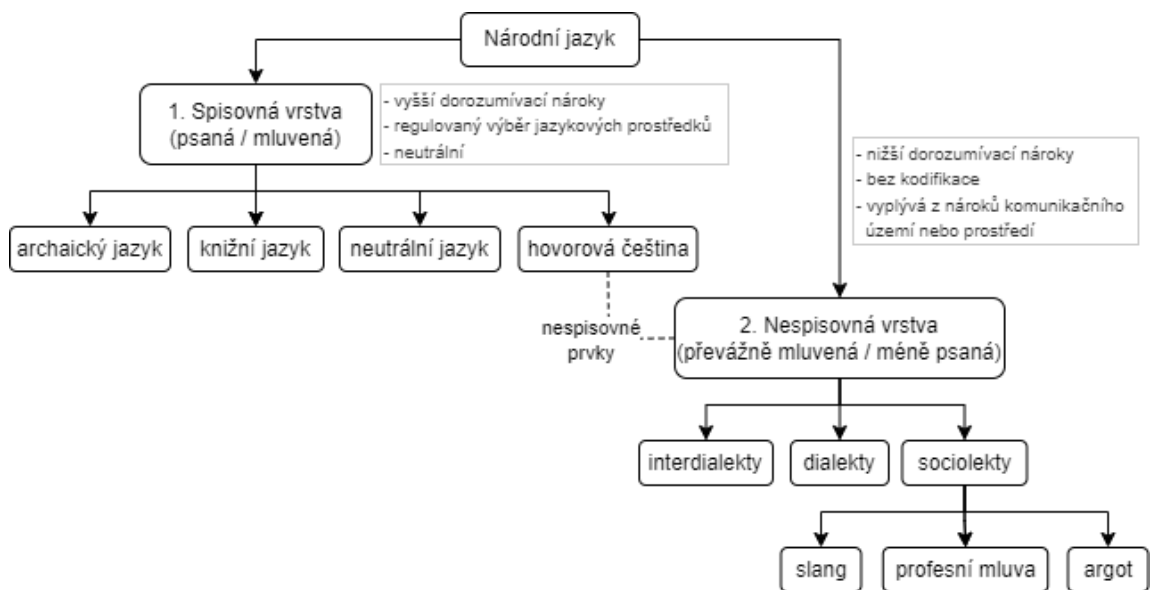 Národní jazyk
1. Spisovná vrstva
(psaná / mluvená)
- vyšší dorozumívací nároky
- regulovaný výběr jazykových prostředků
- neutrální
- nižší dorozumívací nároky
- bez kodifikace
- vyplývá z nároků komunikačního
území nebo prostředí
archaický jazyk
knižní jazyk
neutrální jazyk
hovorová čeština
nespisovné
prvky
2. Nespisovná vrstva
(převážně mluvená / méně psaná)
interdialekty
dialekty
sociolekty
slang
profesní mluva
argot